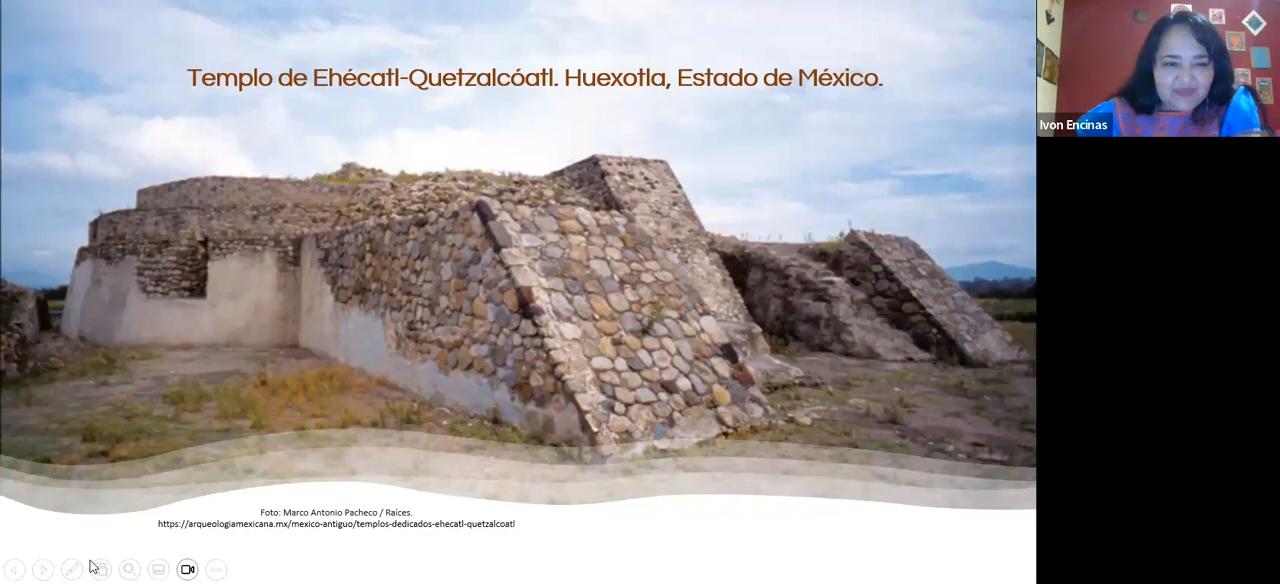 Templo de Ehécatl-Quetzalcóatl. Huexotla, Estado de México.
Ivon Encinas
Foto: Marco Antonio Pacheco / Raíces.
https://arqueologiamexicana.mx/mexico-antiguo/templos-dedicados-ehecatl-quetzalcoatl